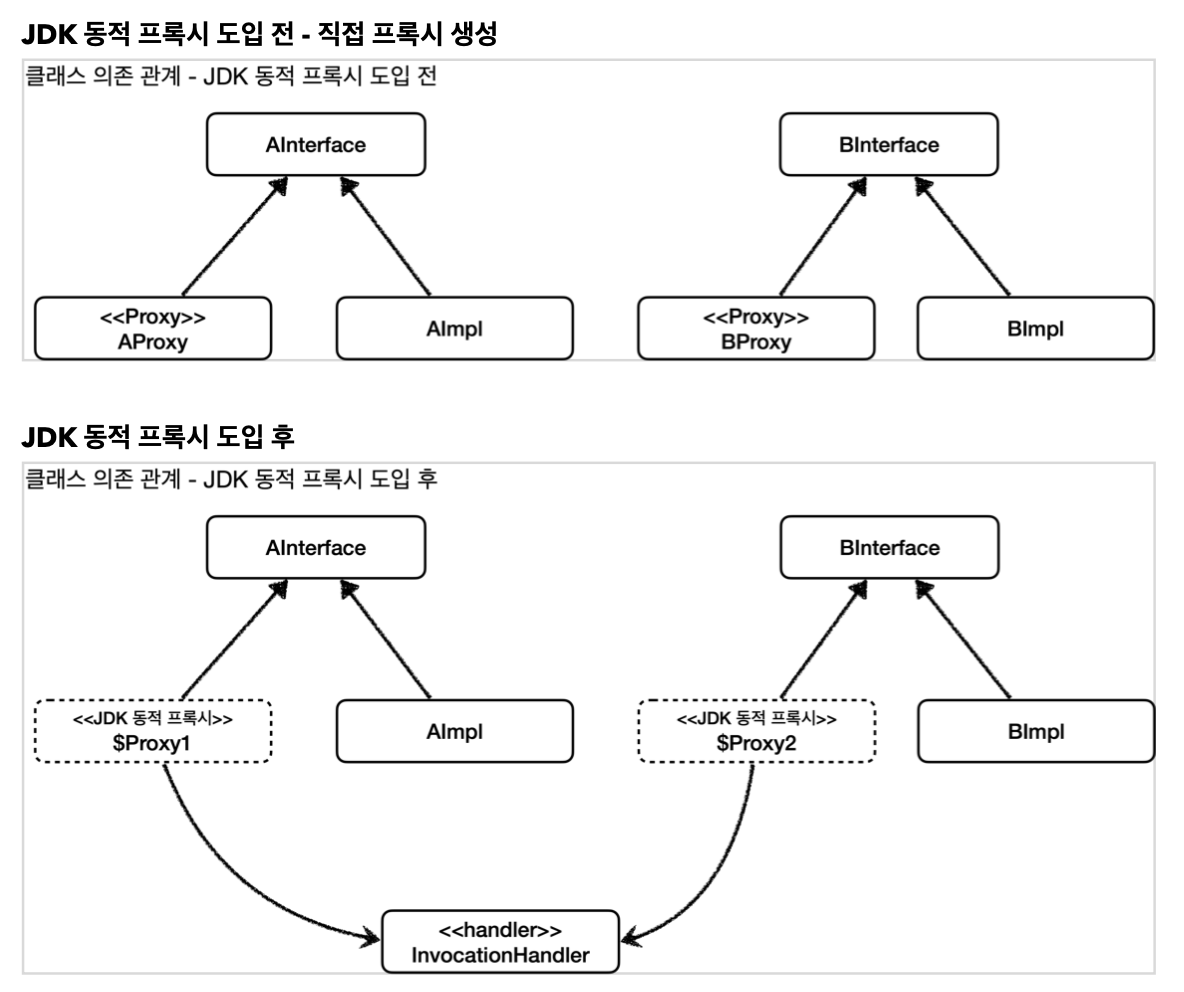 JDK 동적 프록시 도입 전 - 직접 프록시 생성
클래스 의존 관계 - JDK 동적 프록시 도입 전
AInterface
BInterface
<<Proxy>>
AProxy
AImpl
<<Proxy>>
BProxy
BImpl
JDK 동적 프록시 도입 후
클래스 의존 관계 - JDK 동적 프록시 도입 후
AInterface
BInterface
<<JDK 동적 프록시>>
$Proxy1
AImpl
<<JDK 동적 프록시>>
$Proxy2
BImpl
<<handler>>
InvocationHandler